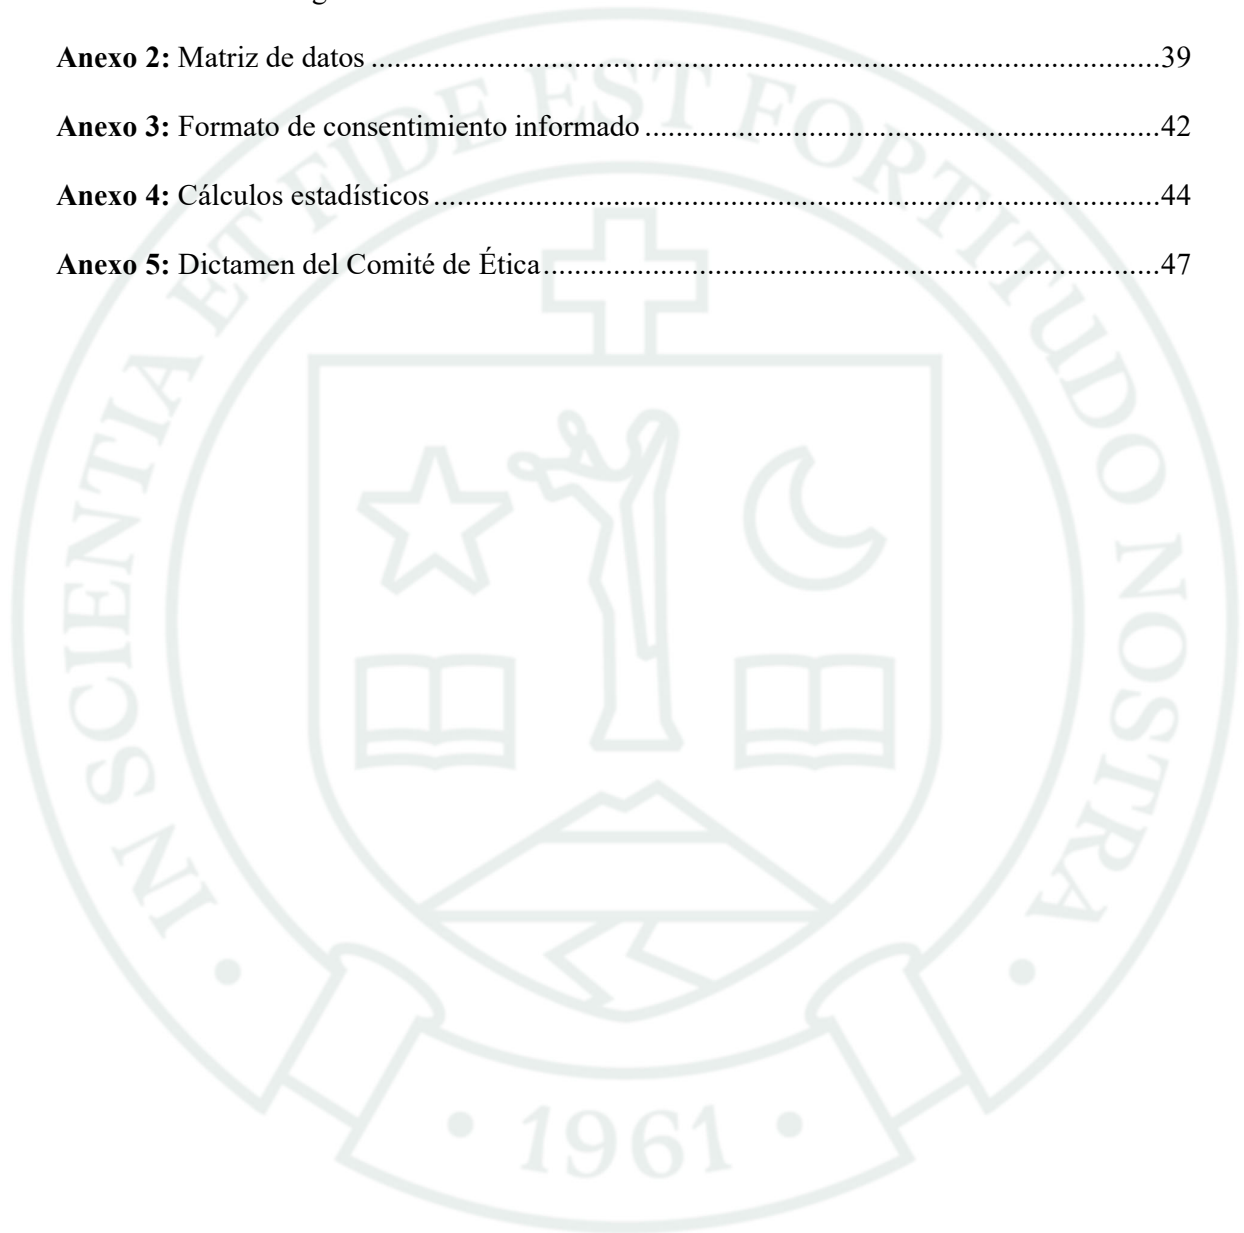 Anexo 2: Matriz de datos ........................................................................................................39
Anexo 3: Formato de consentimiento informado ....................................................................42
Anexo 4: Cálculos estadísticos................................................................................................44
Anexo 5: Dictamen del Comité de Ética..................................................................................47
IN SCIENTIA ET FIDE EST FORTITUDO NOSTRA
• 1961 •